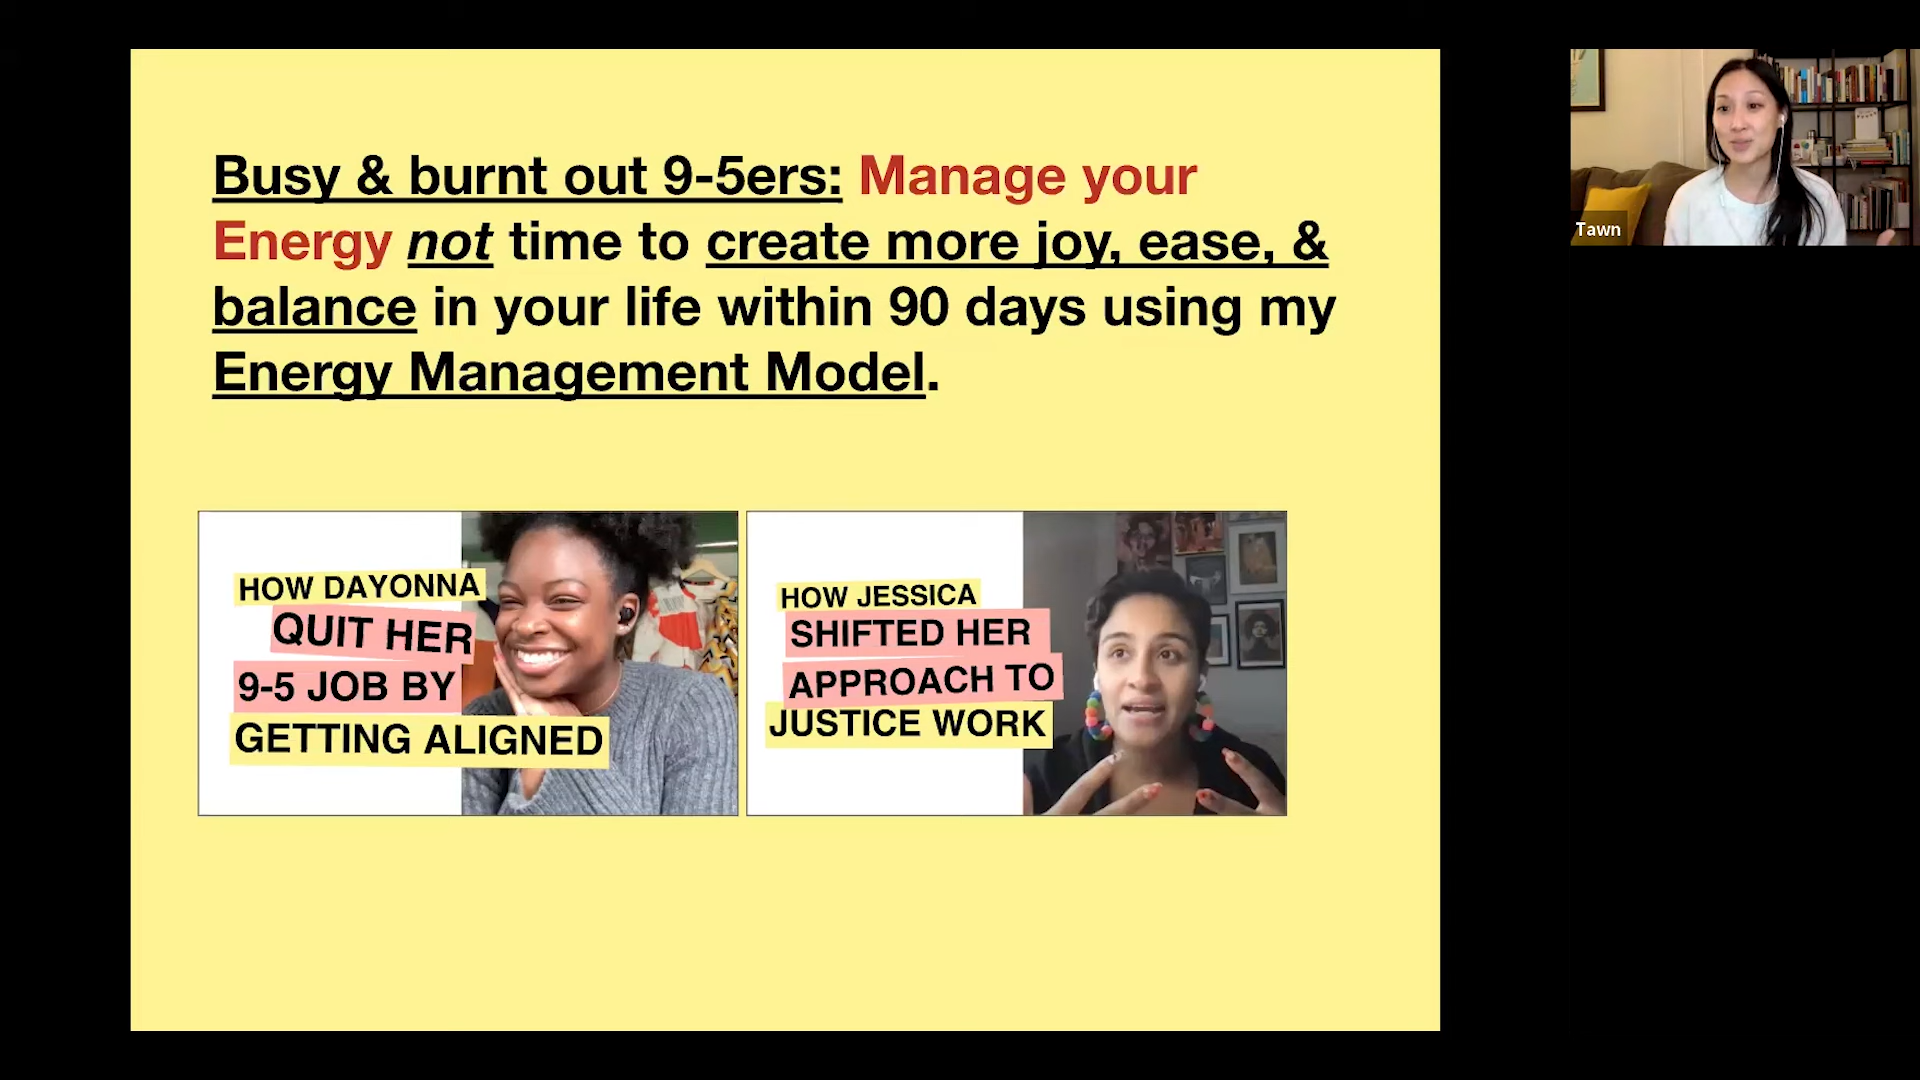 Busy & burnt out 9-5ers: Manage your
Energy not time to create more joy, ease, &
balance in your life within 90 days using my
Energy Management Model.
HOW DAYONNA
QUIT HER
9-5 JOB BY
GETTING ALIGNED
HOW JESSICA
SHIFTED HER
APPROACH TO
JUSTICE WORK
Tawn